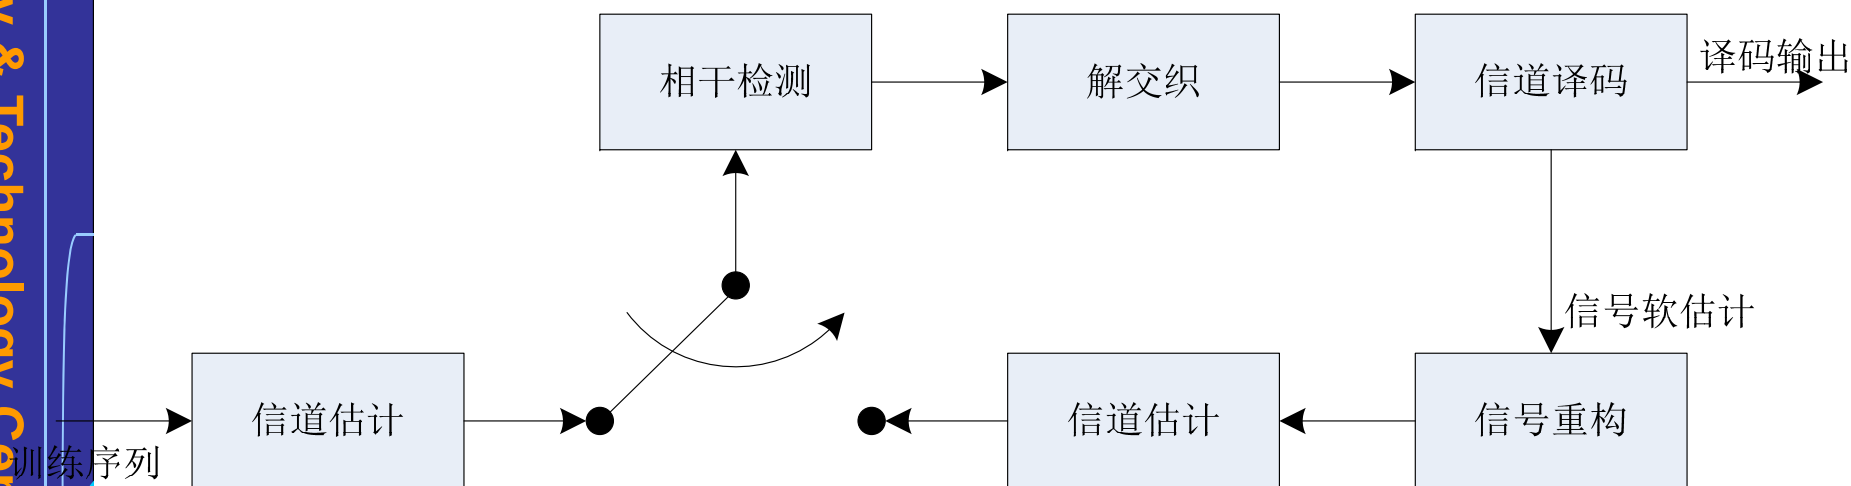 相干检测
解交织
信道译码
译码输出
信号软估计
信道估计
信道估计
信号重构
训练序列
& Technology